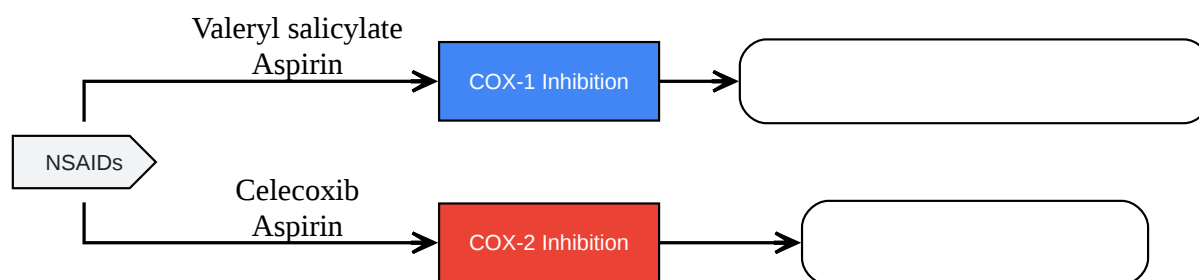 Valeryl salicylate
Aspirin
COX-1 Inhibition
NSAIDs
Celecoxib
Aspirin
COX-2 Inhibition